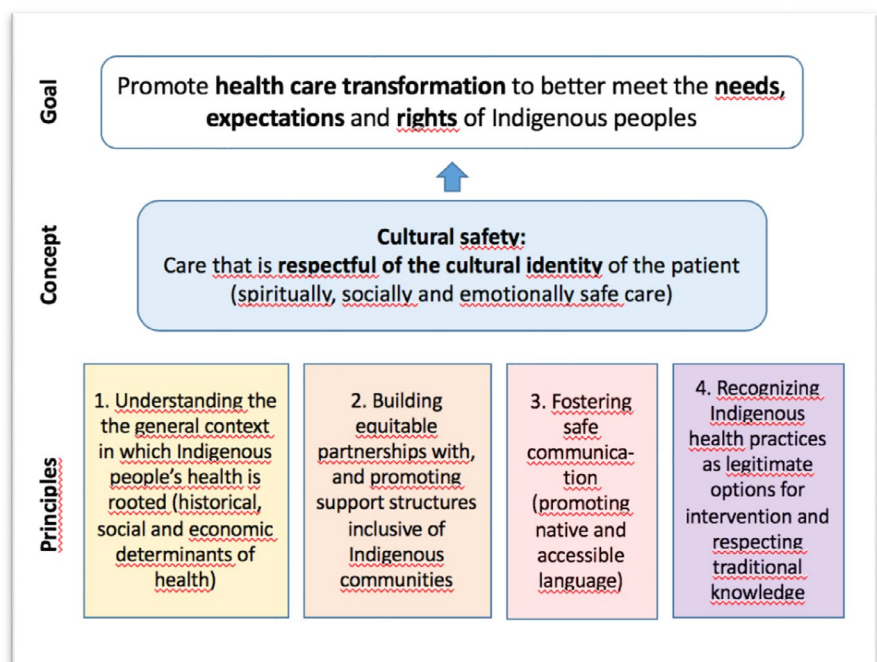 Goal
Promote health care transformation to better meet the needs,
expectations and rights of Indigenous peoples
Concept
Cultural safety:
Care that is respectful of the cultural identity of the patient
(spiritually, socially and emotionally safe care)
Principles
1. Understanding the
the general context
in which Indigenous
people's health is
rooted (historical,
social and economic
determinants of
health)
2. Building
equitable
partnerships with,
and promoting
support structures
inclusive of
Indigenous
communities
3. Fostering
safe
communica-
tion
(promoting
native and
accessible
language)
4. Recognizing
Indigenous
health practices
as legitimate
options for
intervention and
respecting
traditional
knowledge